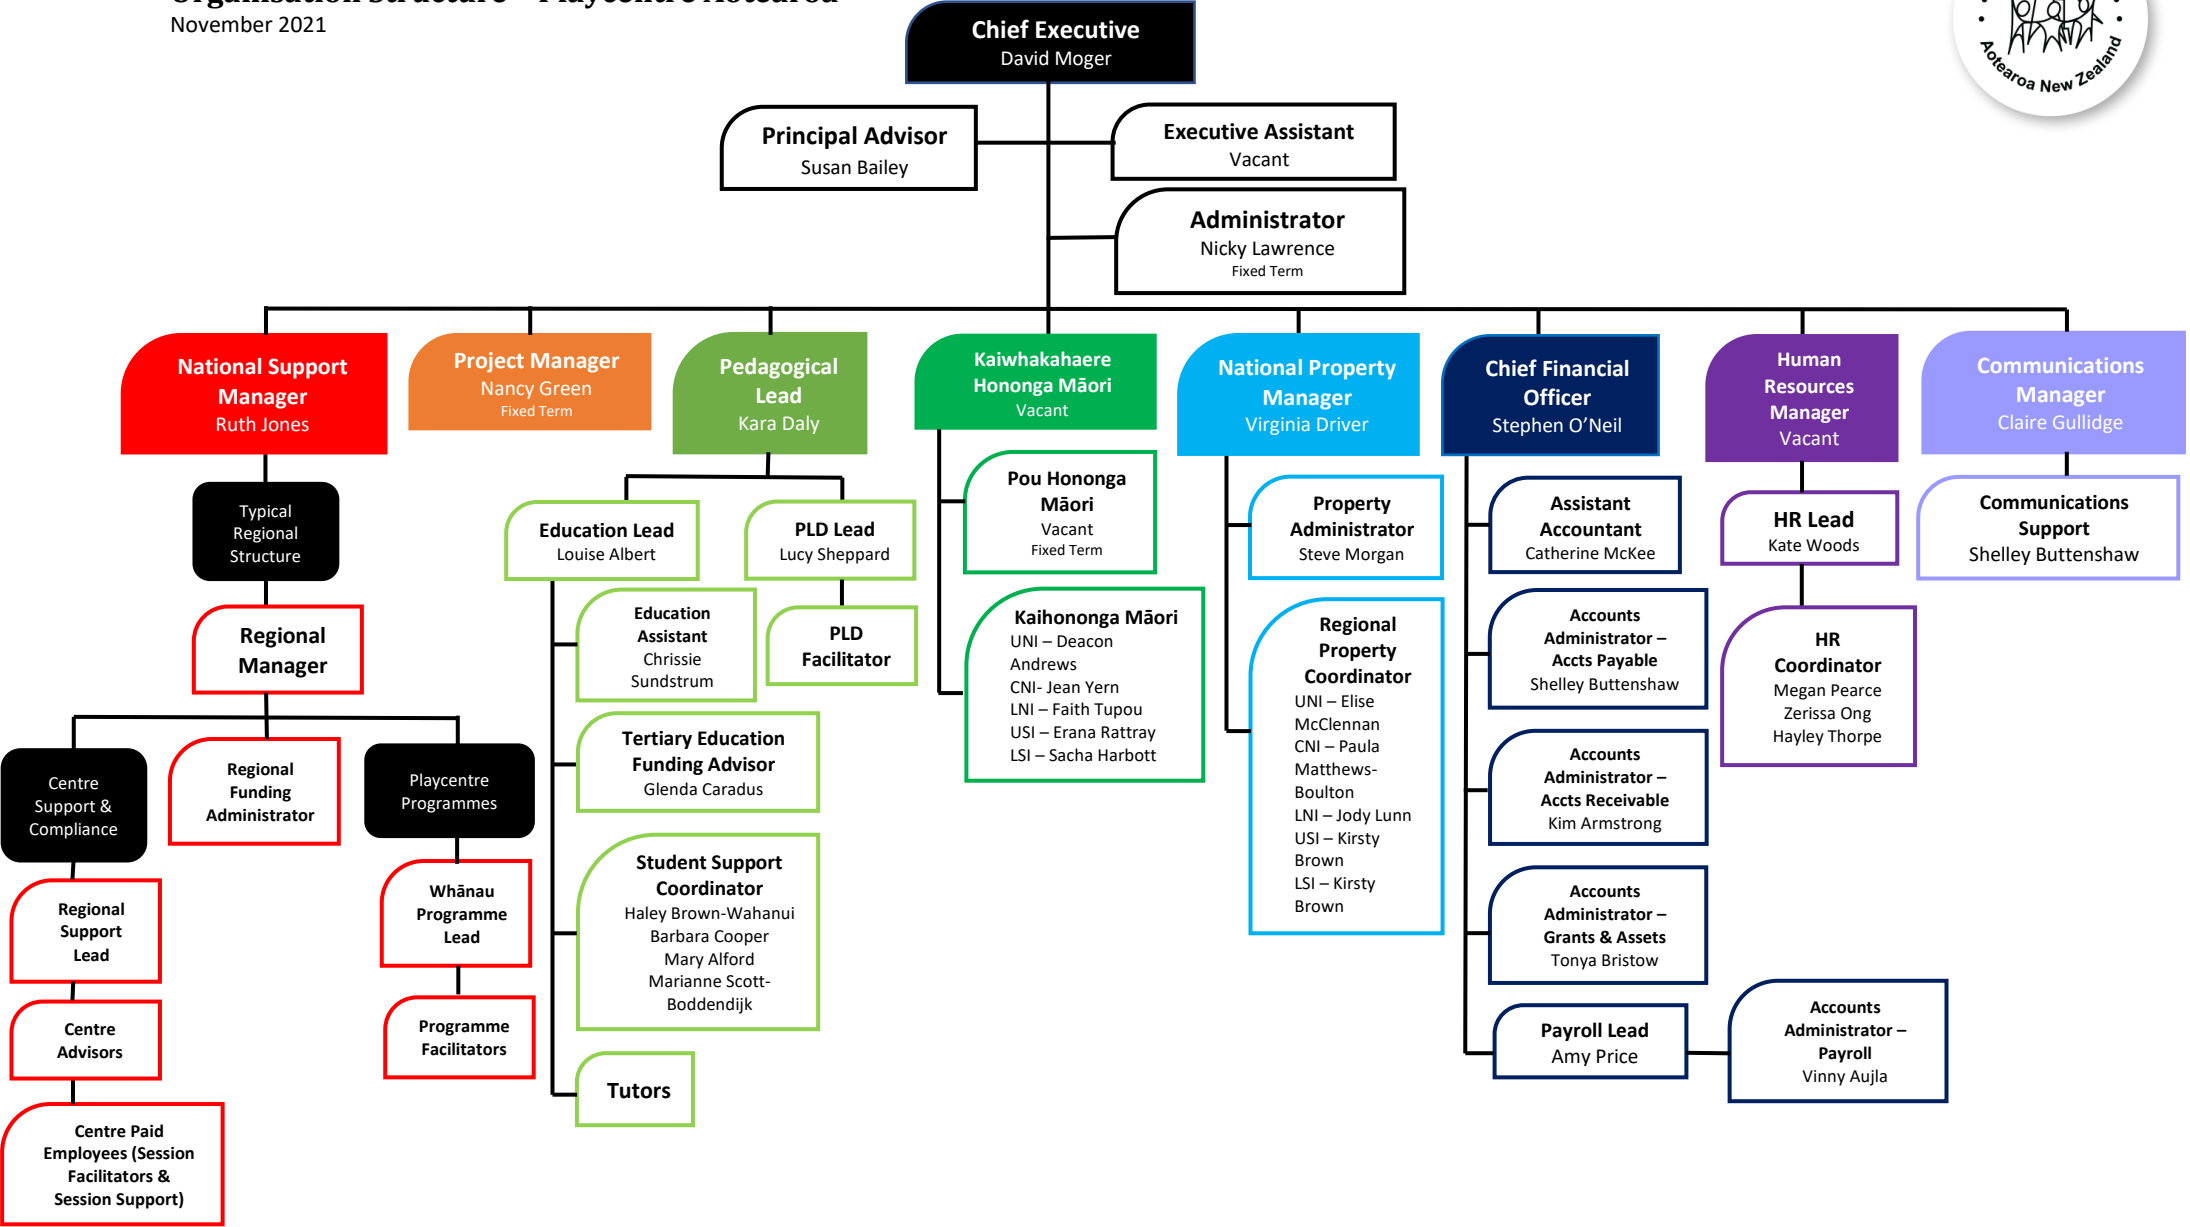 Organisation Structure – Playcentre Aotearoa
November 2021
Aotearoa New Zealand
Chief Executive
David Moger
Principal Advisor
Susan Bailey
Executive Assistant
Vacant
Administrator
Nicky Lawrence
Fixed Term
National Support
Manager
Ruth Jones
Project Manager
Nancy Green
Fixed Term
Pedagogical
Lead
Kara Daly
Kaiwhakahaere
Hononga Māori
Vacant
National Property
Manager
Virginia Driver
Chief Financial
Officer
Stephen O’Neil
Human
Resources
Manager
Vacant
Communications
Manager
Claire Gullidge
Typical
Regional
Structure
Regional
Manager
Centre
Support &
Compliance
Regional
Funding
Administrator
Playcentre
Programmes
Regional
Support
Lead
Centre
Advisors
Centre Paid
Employees (Session
Facilitators &
Session Support)
Whānau
Programme
Lead
Programme
Facilitators
Education Lead
Louise Albert
PLD Lead
Lucy Sheppard
Education
Assistant
Chrissie
Sundstrum
PLD
Facilitator
Tertiary Education
Funding Advisor
Glenda Caradus
Student Support
Coordinator
Haley Brown-Wahanui
Barbara Cooper
Mary Alford
Marianne Scott-
Boddendijk
Tutors
Pou Hononga
Māori
Vacant
Fixed Term
Kaihononga Māori
UNI – Deacon
Andrews
CNI- Jean Yern
LNI – Faith Tupou
USI – Erana Rattray
LSI – Sacha Harbott
Property
Administrator
Steve Morgan
Regional
Property
Coordinator
UNI – Elise
McClennan
CNI – Paula
Matthews-
Boulton
LNI – Jody Lunn
USI – Kirsty
Brown
LSI – Kirsty
Brown
Assistant
Accountant
Catherine McKee
Accounts
Administrator –
Accts Payable
Shelley Buttenshaw
Accounts
Administrator –
Accts Receivable
Kim Armstrong
Accounts
Administrator –
Grants & Assets
Tonya Bristow
Payroll Lead
Amy Price
Accounts
Administrator –
Payroll
Vinny Aujla
HR Lead
Kate Woods
HR
Coordinator
Megan Pearce
Zerissa Ong
Hayley Thorpe
Communications
Support
Shelley Buttenshaw